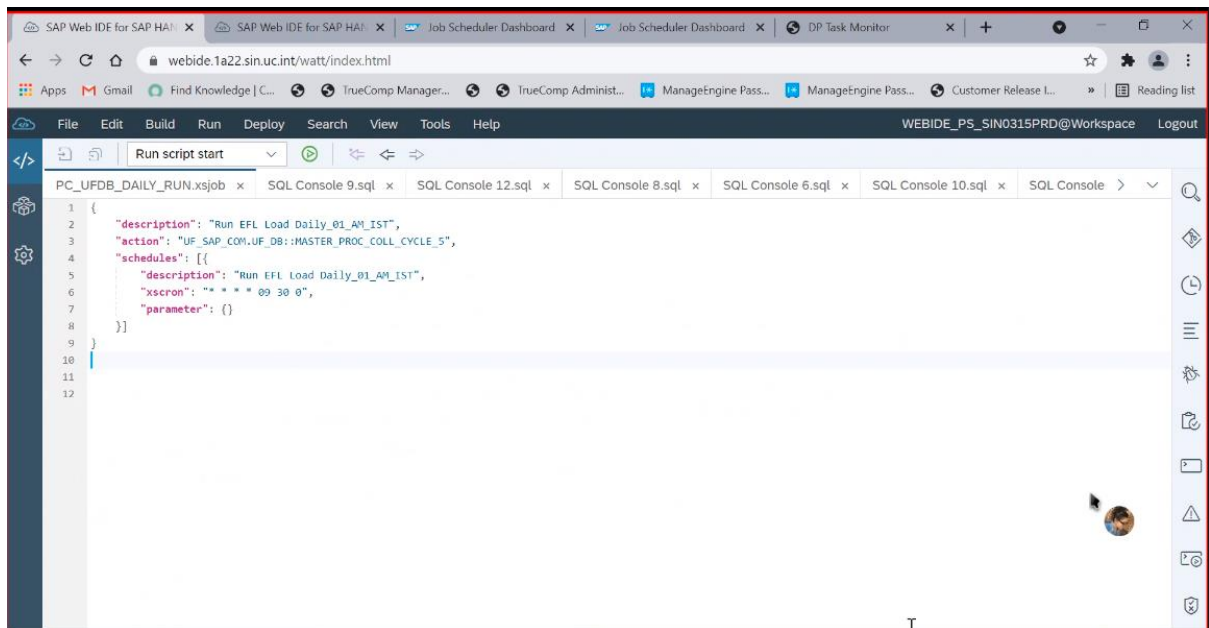 SAP Web IDE for SAP HAN
SAP Web IDE for SAP HAN
Job Scheduler Dashboard
Job Scheduler Dashboard
DP Task Monitor
webide.1a22.sin.uc.int/watt/index.html
Apps
Gmail
Find Knowledge | C...
TrueComp Manager...
TrueComp Administ...
ManageEngine Pass...
ManageEngine Pass...
Customer Release I...
»
Reading list
File Edit Build Run Deploy Search View Tools Help
WEBIDE_PS_SIN0315PRD@Workspace
Logout
Run script start
PC_UFDB_DAILY_RUN.xsjob
SQL Console 9.sql
SQL Console 12.sql
SQL Console 8.sql
SQL Console 6.sql
SQL Console 10.sql
SQL Console
1 {
2 "description": "Run EFL Load Daily_01_AM_IST",
3 "action": "UF_SAP_COM.UF_DB::MASTER_PROC_COLL_CYCLE_5",
4 "schedules": [{
5 "description": "Run EFL Load Daily_01_AM_IST",
6 "xscron": "* * * * 09 30 0",
7 "parameter": {}
8 }]
9 }
10
11
12